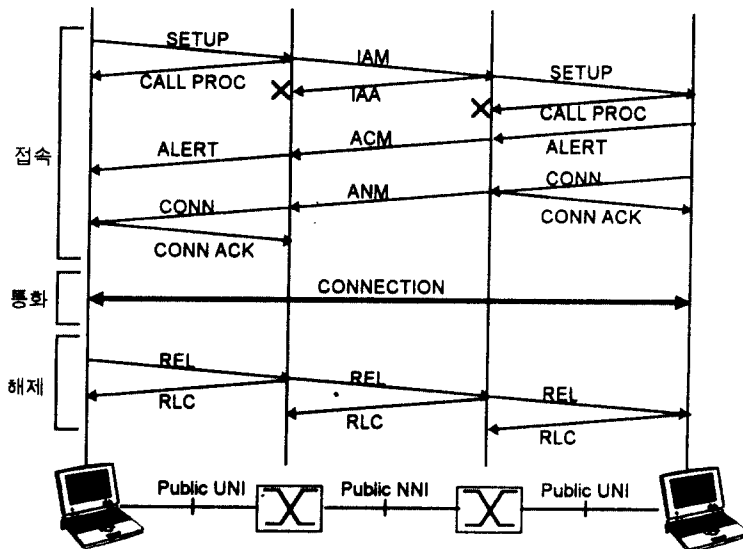 SETUP
IAM
SETUP
CALL PROC
IAA
CALL PROC
접속
ALERT
ACM
ALERT
CONN
ANM
CONN
CONN ACK
CONN ACK
통화
CONNECTION
해제
REL
REL
REL
RLC
RLC
RLC
Public UNI
Public NNI
Public UNI